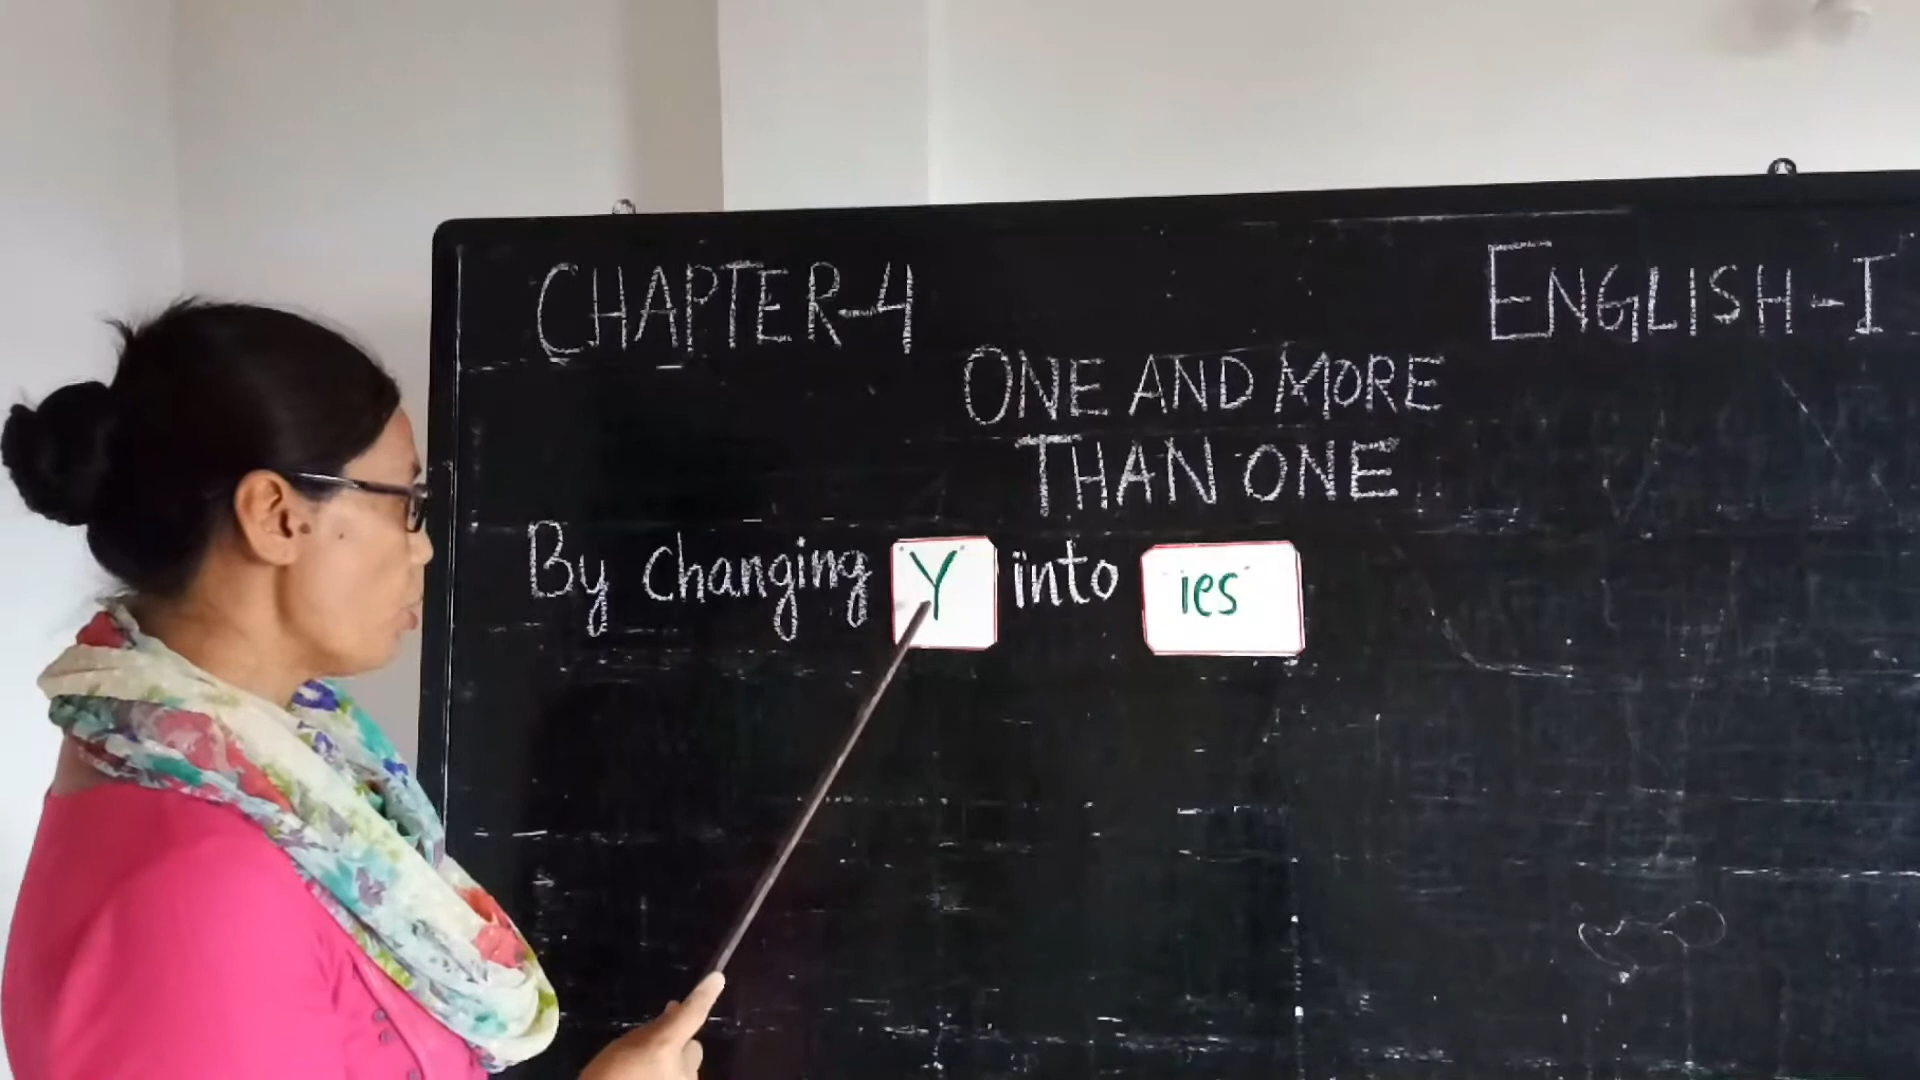 CHAPTER-4
ENGLISH-I
ONE AND MORE
THAN ONE
By changing Y into ies